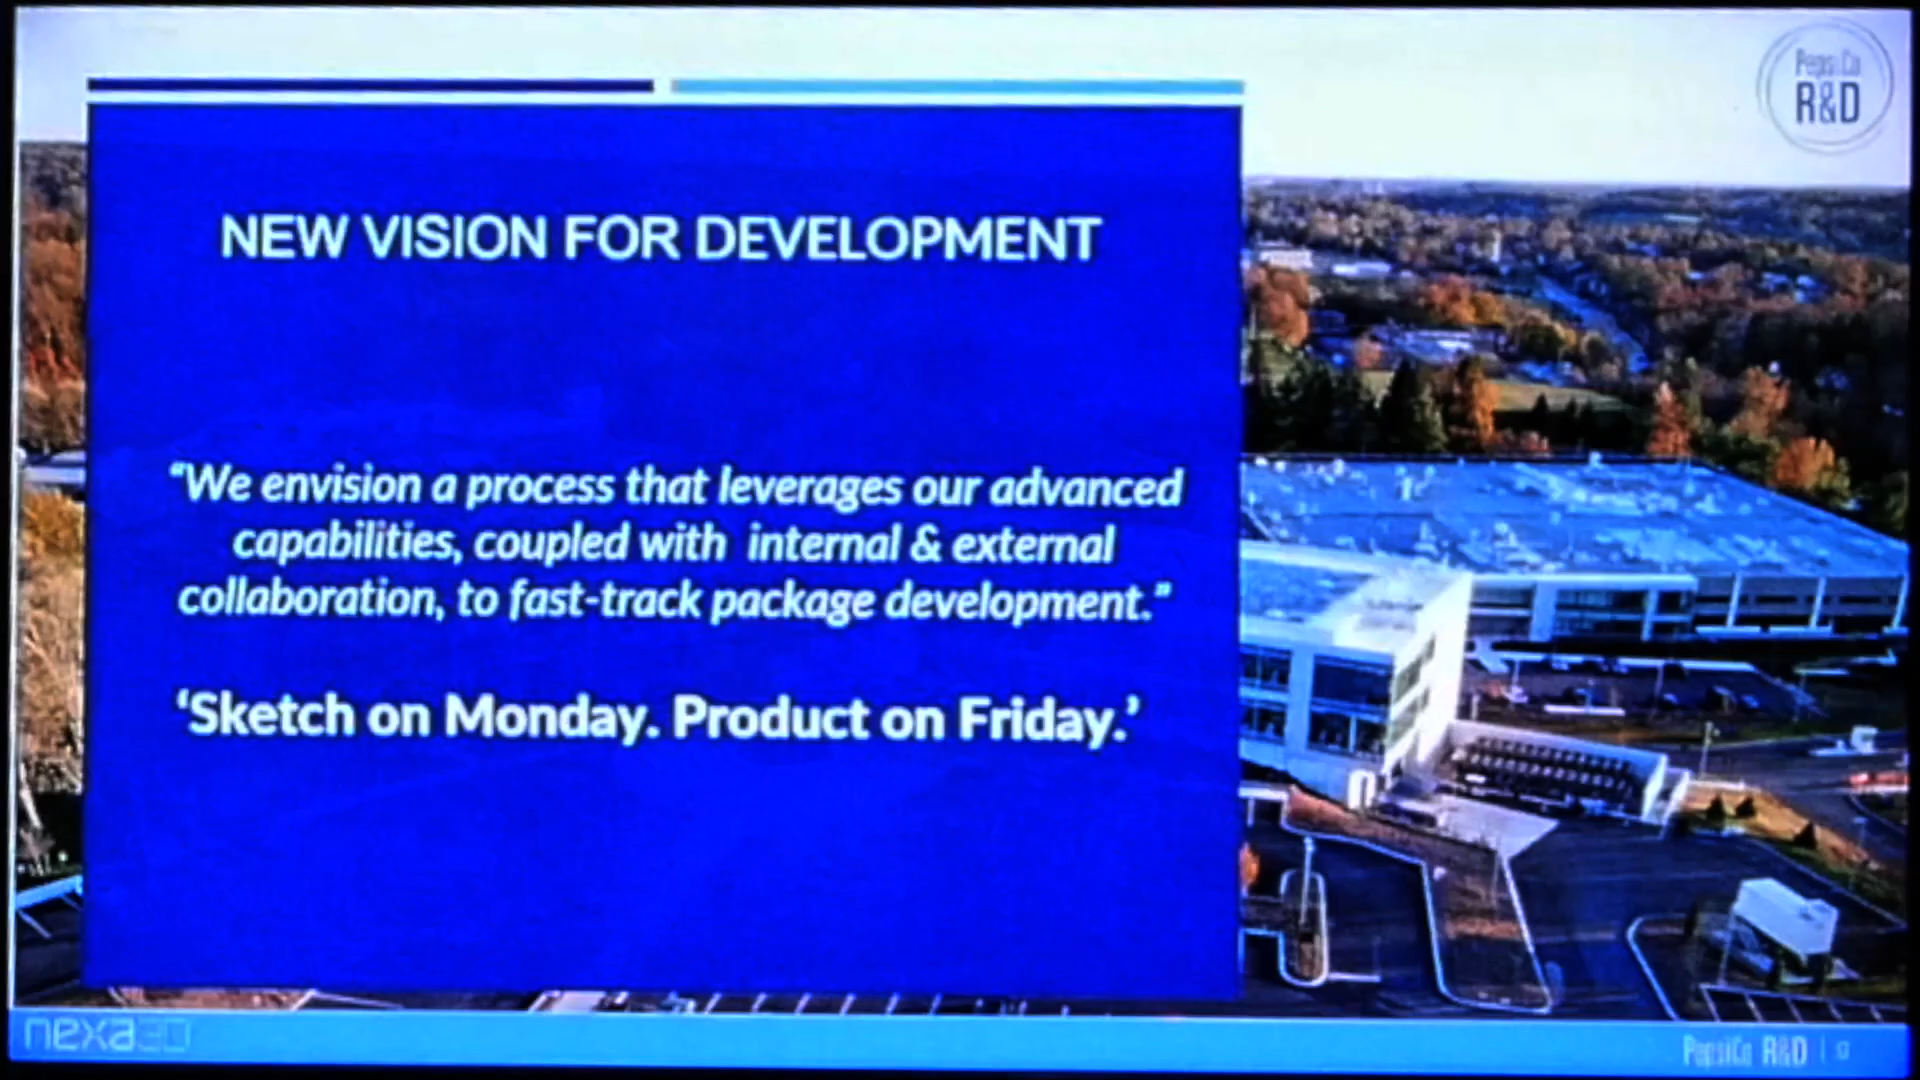 PepsiCo
R&D
NEW VISION FOR DEVELOPMENT
“We envision a process that leverages our advanced
capabilities, coupled with internal & external
collaboration, to fast-track package development.”
‘Sketch on Monday. Product on Friday.’
nexa3D
PepsiCo R&D |